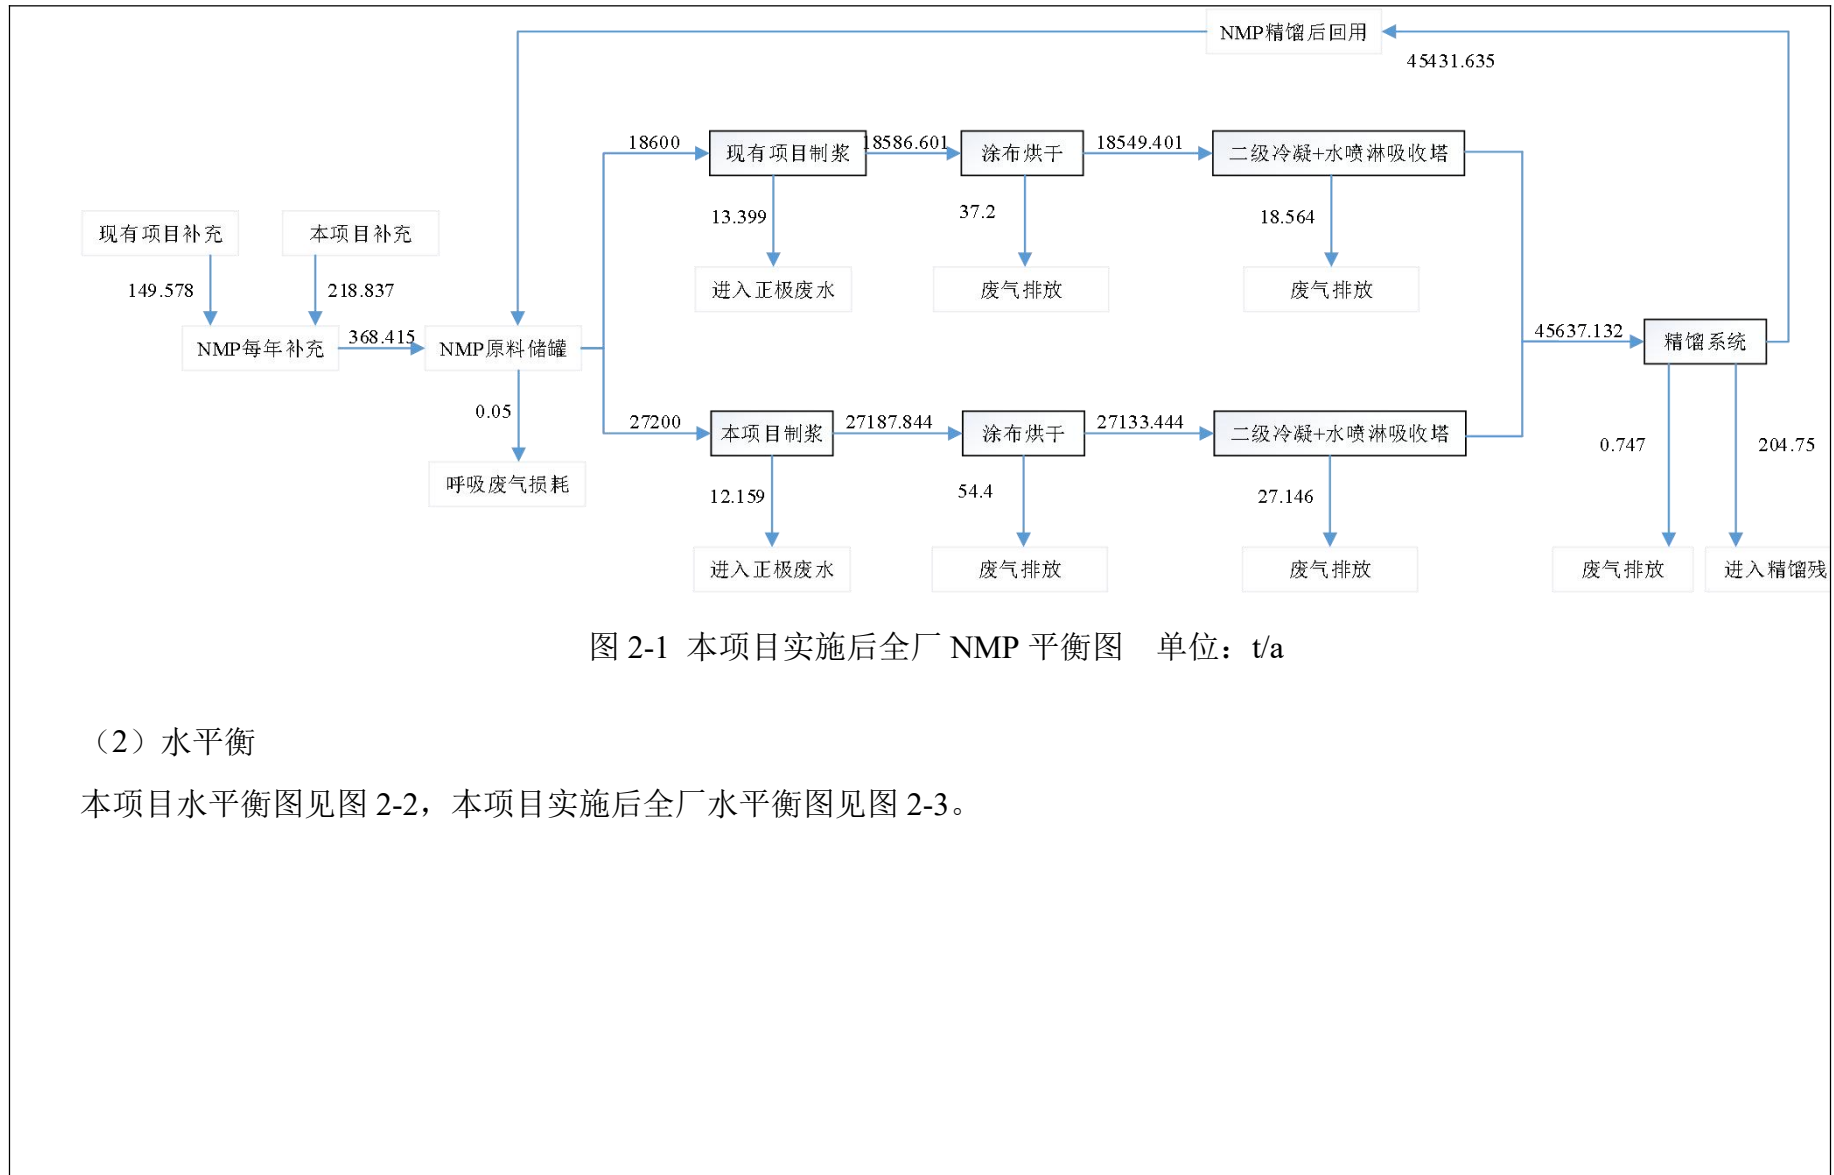 NMP精馏后回用
45431.635
18600
现有项目制浆
18586.601
涂布烘干
18549.401
二级冷凝+水喷淋吸收塔
13.399
37.2
18.564
现有项目补充
本项目补充
进入正极废水
废气排放
废气排放
149.578
218.837
NMP每年补充
368.415
NMP原料储罐
45637.132
精馏系统
0.05
27200
本项目制浆
27187.844
涂布烘干
27133.444
二级冷凝+水喷淋吸收塔
0.747
204.75
呼吸废气损耗
12.159
54.4
27.146
进入正极废水
废气排放
废气排放
废气排放
进入精馏残
图 2-1 本项目实施后全厂 NMP 平衡图 单位：t/a
（2）水平衡
本项目水平衡图见图 2-2，本项目实施后全厂水平衡图见图 2-3。